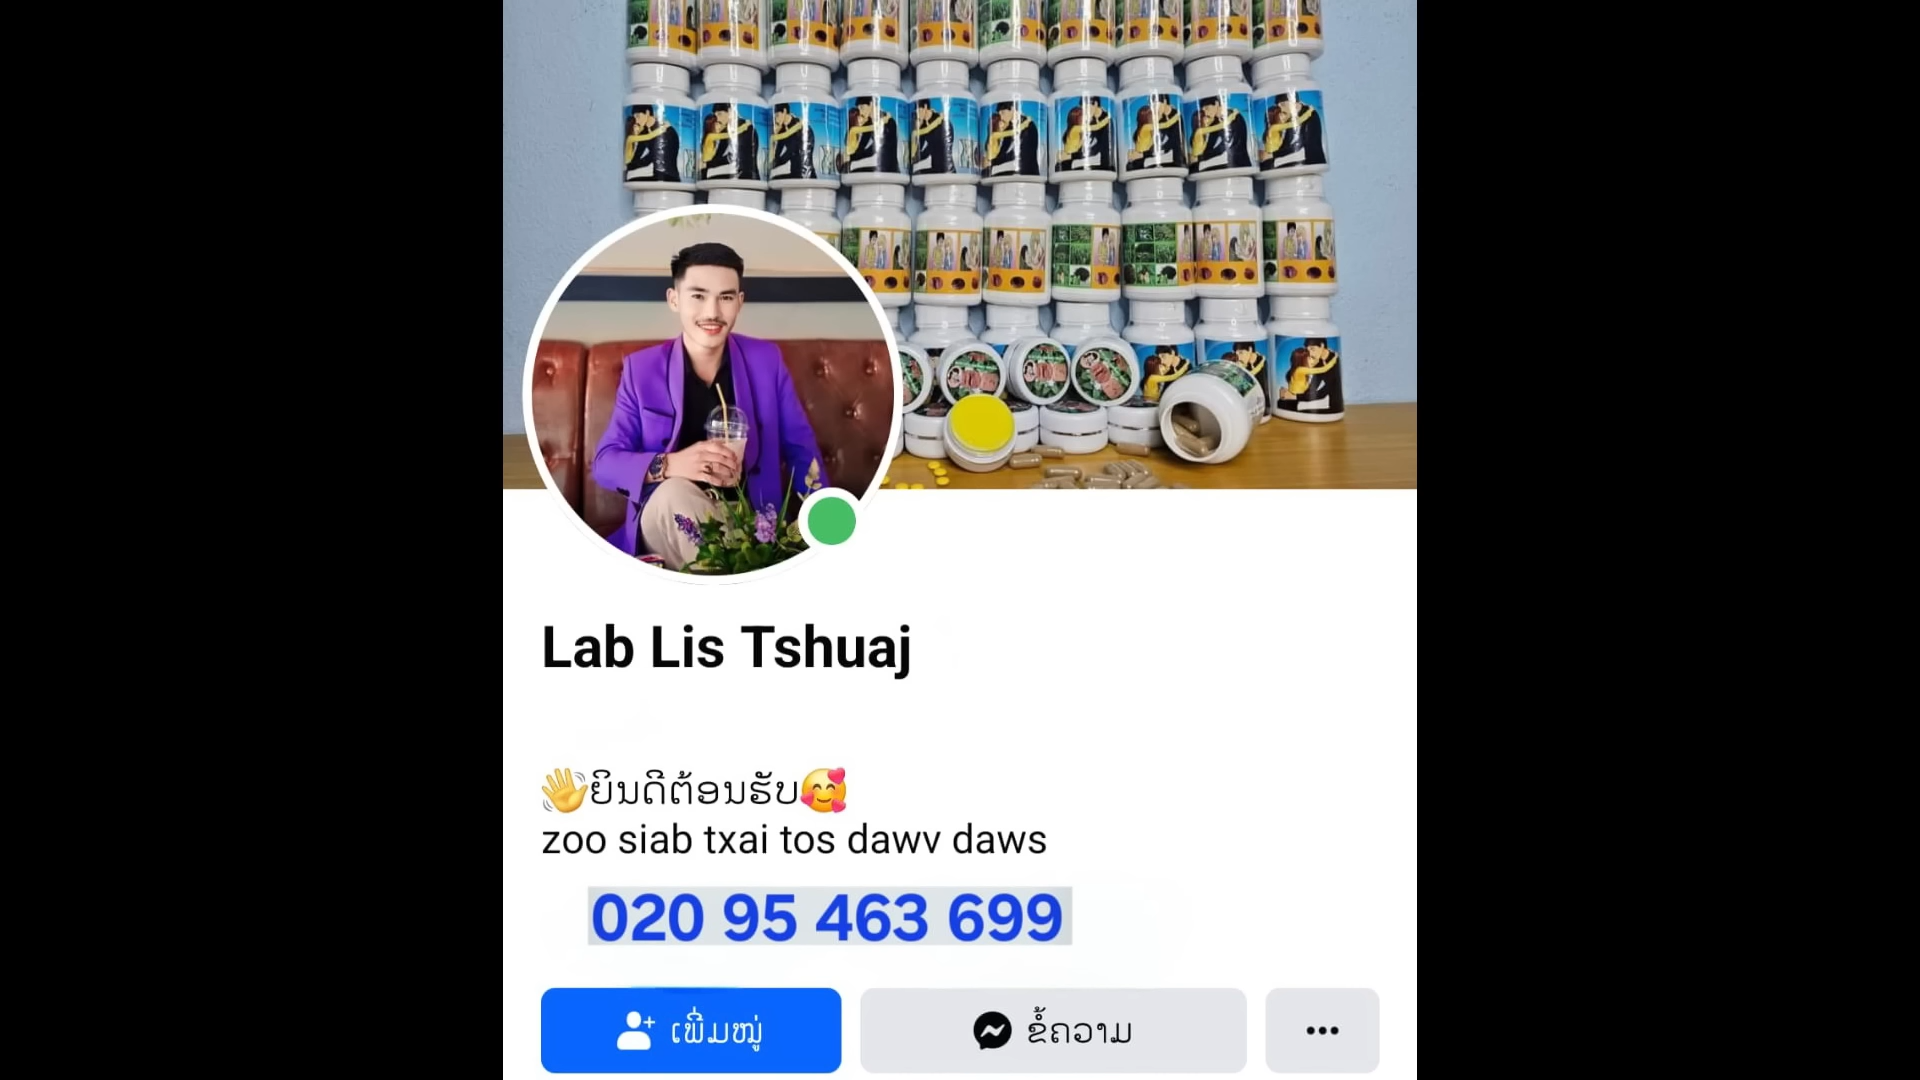 Lab Lis Tshuaj
👋ຍິນດີຕ້ອນຮັບ🥰
zoo siab txai tos dawv daws
020 95 463 699
ເພີ່ມໝູ່
ຂໍ້ຄວາມ